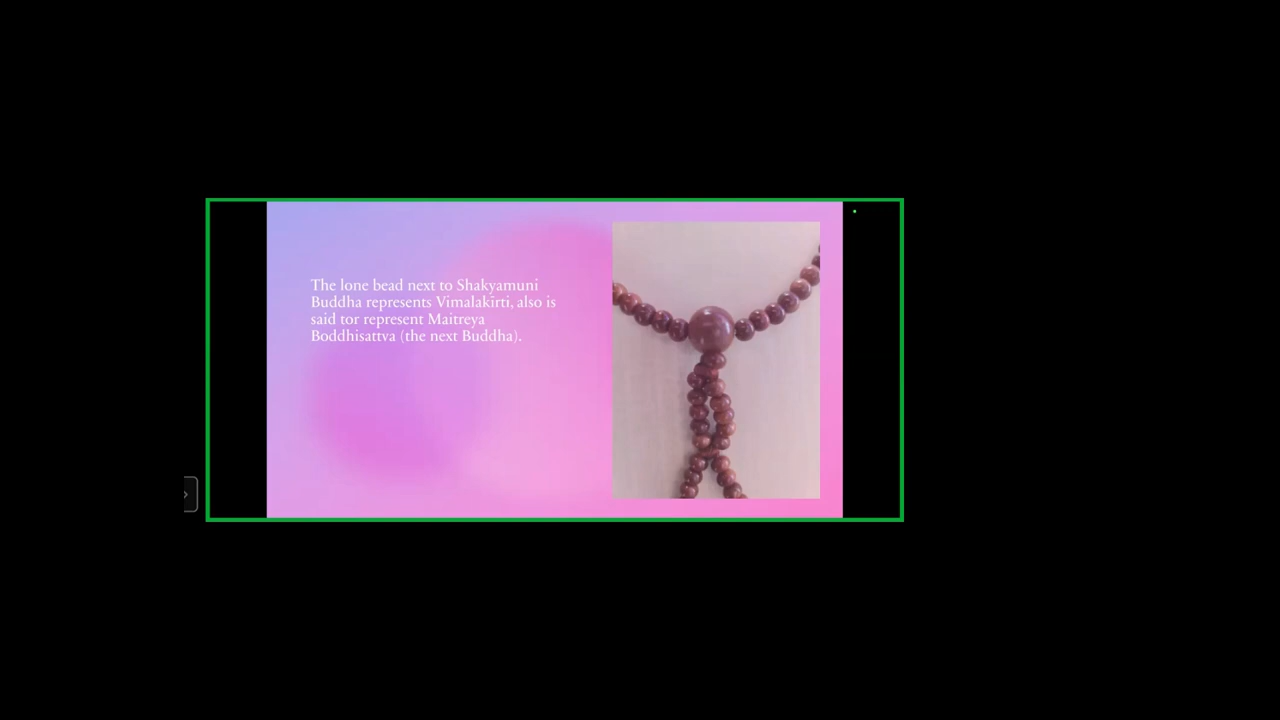 The lone bead next to Shakyamuni
Buddha represents Vimalakirti, also is
said tor represent Maitreya
Boddhisattva (the next Buddha).